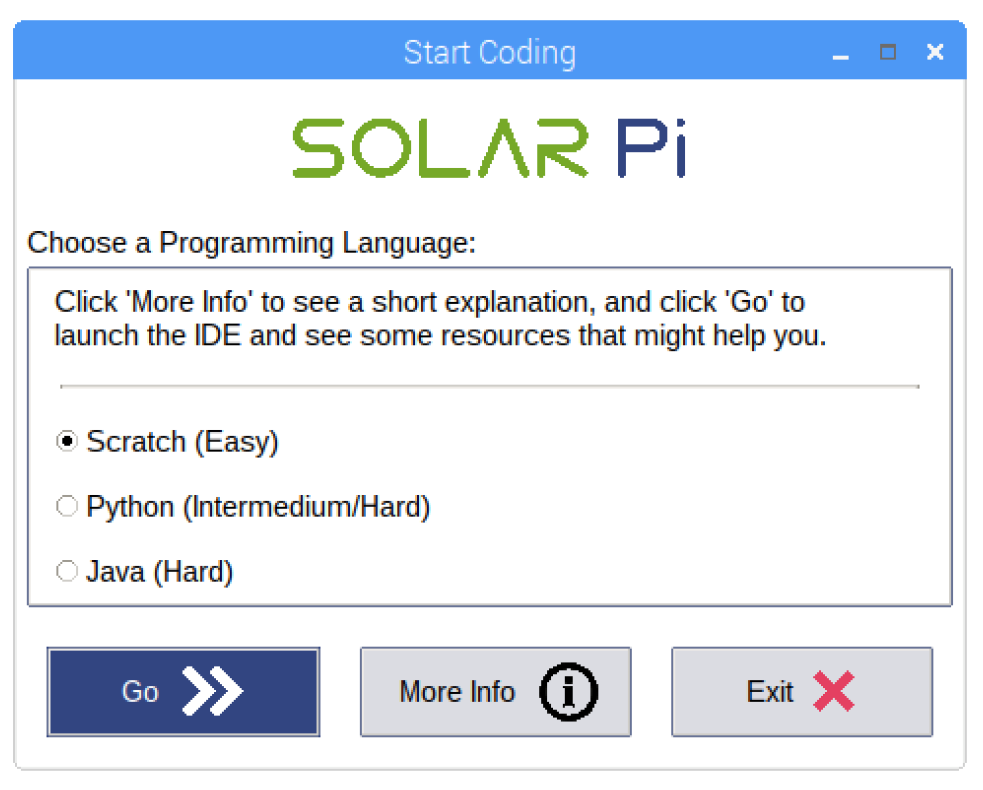 Start Coding
SOLAR Pi
Choose a Programming Language:
Click 'More Info' to see a short explanation, and click 'Go' to
launch the IDE and see some resources that might help you.
Scratch (Easy)
Python (Intermedium/Hard)
Java (Hard)
Go
More Info
Exit